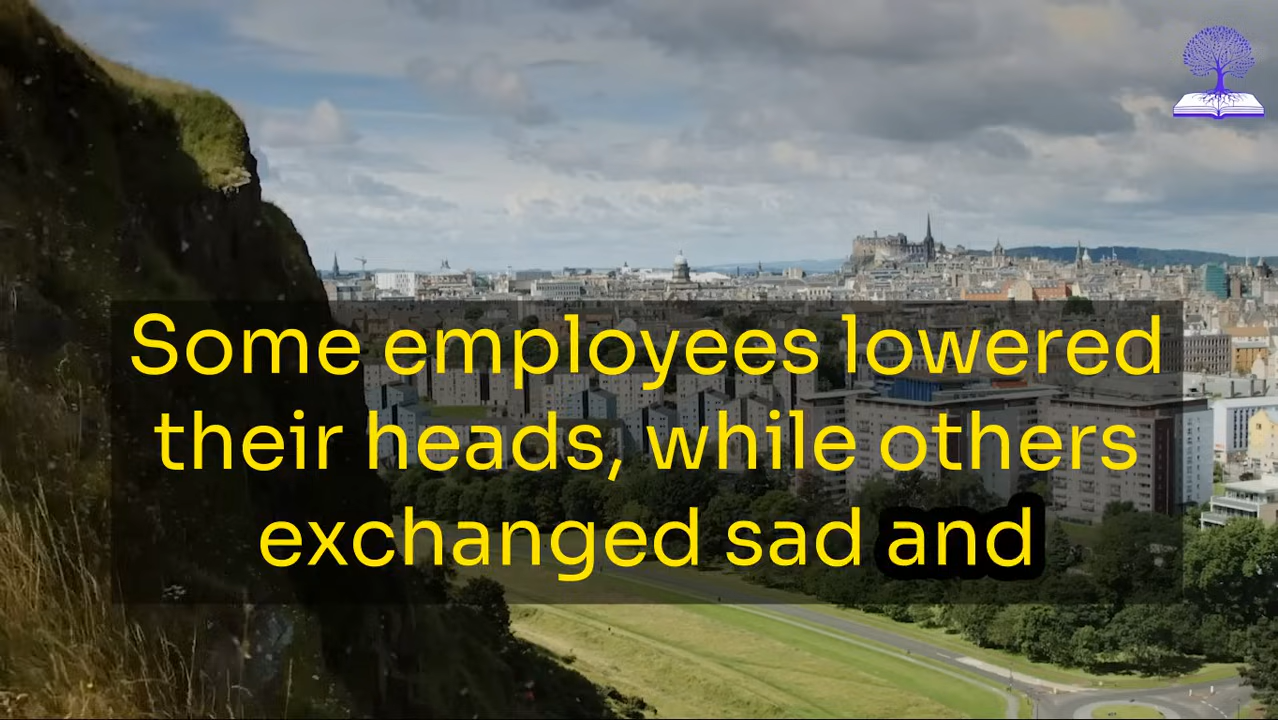 Some employees lowered
their heads, while others
exchanged sad and